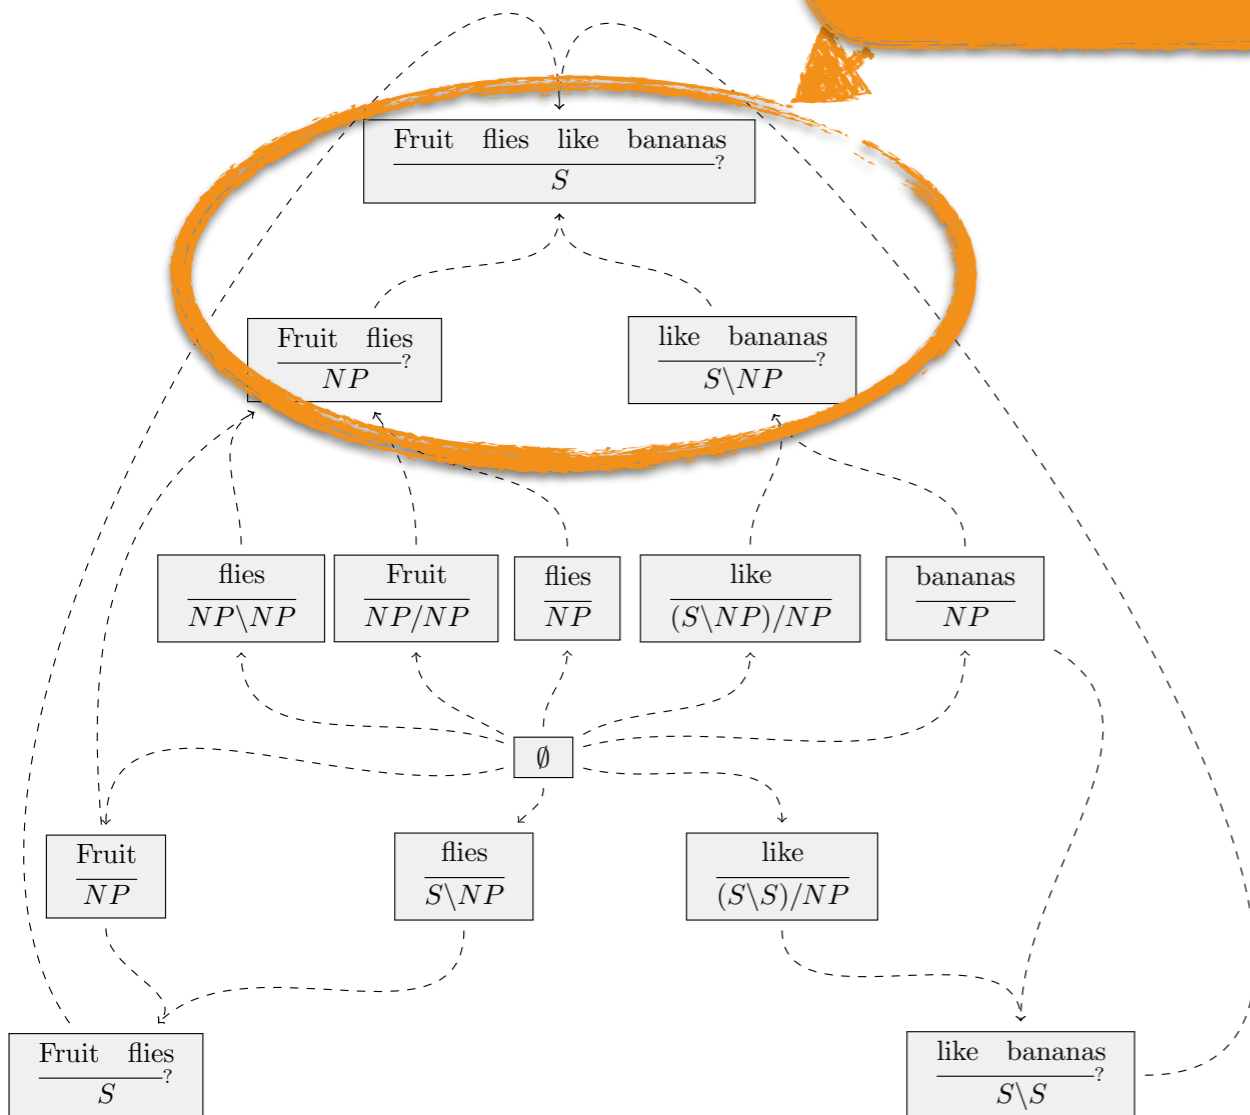 Fruit flies like bananas
?
S
Fruit flies
?
NP
like bananas
?
S\NP
flies
NP\NP
Fruit
NP/NP
flies
NP
like
(S\NP)/NP
bananas
NP
∅
Fruit
NP
flies
S\NP
like
(S\S)/NP
Fruit flies
?
S
like bananas
?
S\S